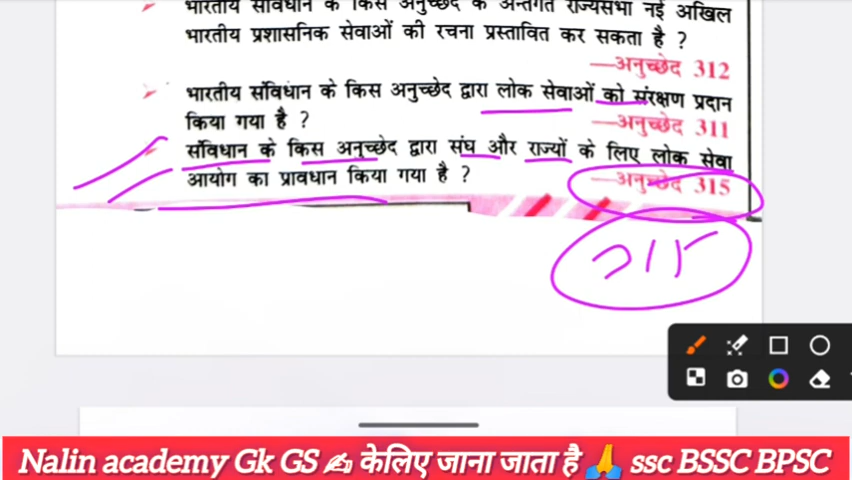 भारतीय संविधान के किस अनुच्छेद के अन्तर्गत राज्यसभा नई अखिल
भारतीय प्रशासनिक सेवाओं की रचना प्रस्तावित कर सकता है ?
—अनुच्छेद 312
भारतीय संविधान के किस अनुच्छेद द्वारा लोक सेवाओं को संरक्षण प्रदान
किया गया है ?
—अनुच्छेद 311
संविधान के किस अनुच्छेद द्वारा संघ और राज्यों के लिए लोक सेवा
आयोग का प्रावधान किया गया है ?
—अनुच्छेद 315
315
Nalin academy Gk GS ✍ केलिए जाना जाता है 🙏 ssc BSSC BPSC